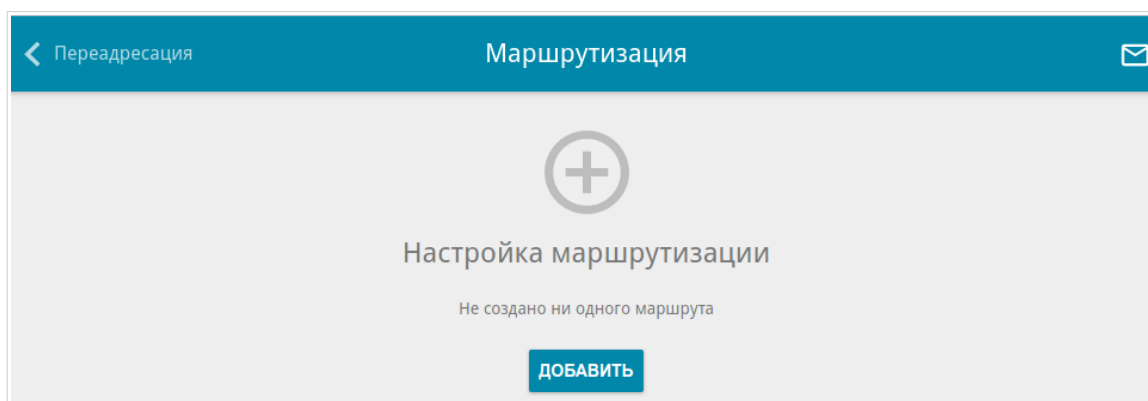 Переадресация
Маршрутизация
Настройка маршрутизации
Не создано ни одного маршрута
ДОБАВИТЬ